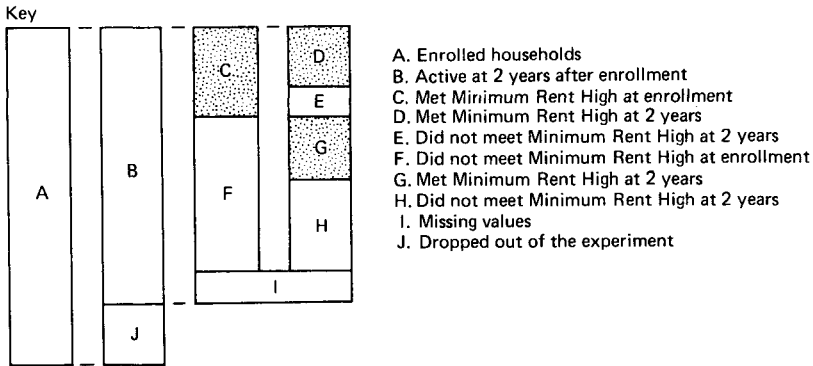 Key
A
B
J
C
F
D
E
G
H
I
A. Enrolled households
B. Active at 2 years after enrollment
C. Met Minimum Rent High at enrollment
D. Met Minimum Rent High at 2 years
E. Did not meet Minimum Rent High at 2 years
F. Did not meet Minimum Rent High at enrollment
G. Met Minimum Rent High at 2 years
H. Did not meet Minimum Rent High at 2 years
I. Missing values
J. Dropped out of the experiment